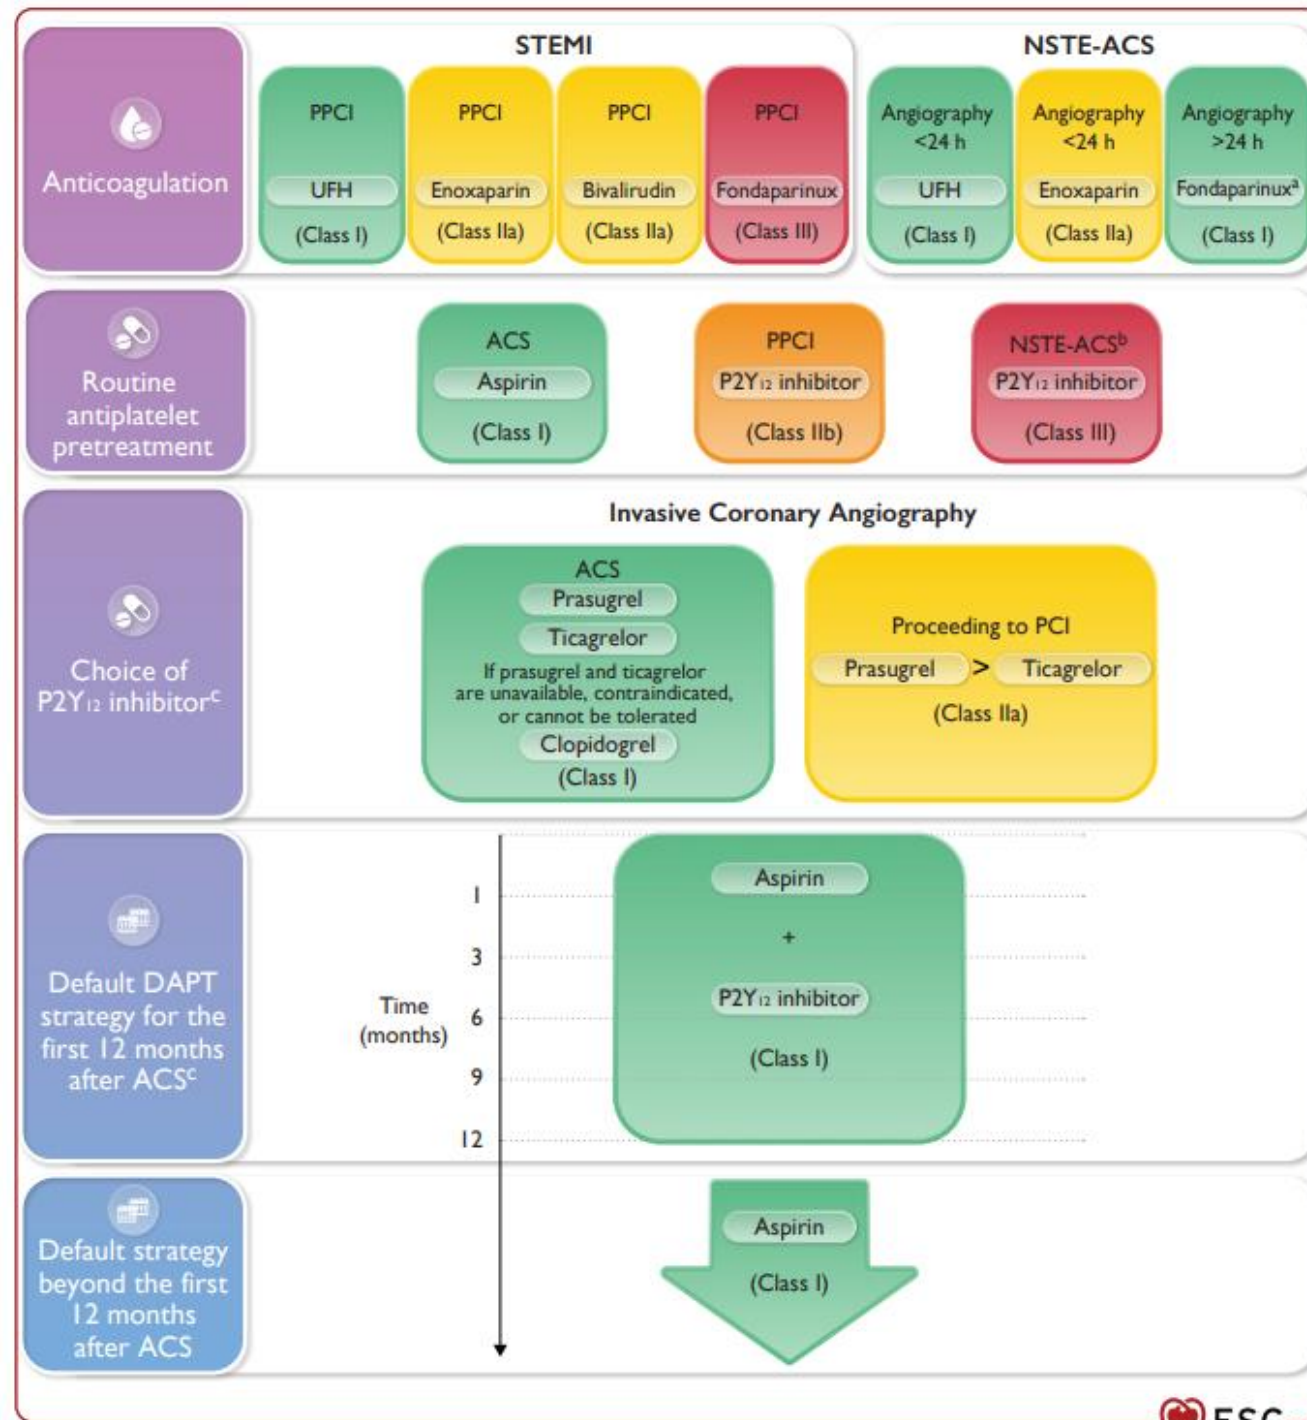 STEMI
NSTE-ACS
Anticoagulation
PPCI
UFH
(Class I)
PPCI
Enoxaparin
(Class IIa)
PPCI
Bivalirudin
(Class IIa)
PPCI
Fondaparinux
(Class III)
Angiography
<24 h
UFH
(Class I)
Angiography
<24 h
Enoxaparin
(Class IIa)
Angiography
>24 h
Fondaparinuxᵃ
(Class I)
Routine
antiplatelet
pretreatment
ACS
Aspirin
(Class I)
PPCI
P2Y₁₂ inhibitor
(Class IIb)
NSTE-ACSᵇ
P2Y₁₂ inhibitor
(Class III)
Choice of
P2Y₁₂ inhibitorᶜ
Invasive Coronary Angiography
ACS
Prasugrel
Ticagrelor
If prasugrel and ticagrelor
are unavailable, contraindicated,
or cannot be tolerated
Clopidogrel
(Class I)
Proceeding to PCI
Prasugrel > Ticagrelor
(Class IIa)
Default DAPT
strategy for the
first 12 months
after ACSᶜ
Time
(months)
1
3
6
9
12
Aspirin
+
P2Y₁₂ inhibitor
(Class I)
Default strategy
beyond the first
12 months
after ACS
Aspirin
(Class I)
ESC